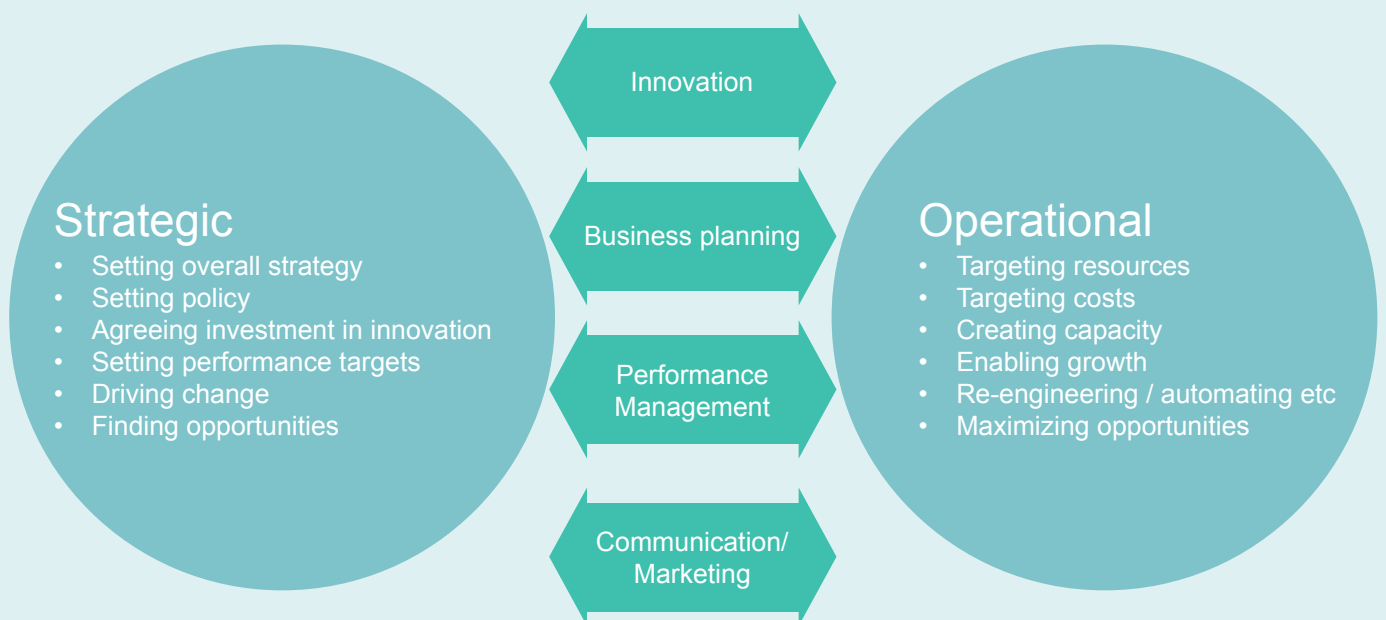 Strategic
• Setting overall strategy
• Setting policy
• Agreeing investment in innovation
• Setting performance targets
• Driving change
• Finding opportunities
Innovation
Business planning
Performance
Management
Communication/
Marketing
Operational
• Targeting resources
• Targeting costs
• Creating capacity
• Enabling growth
• Re-engineering / automating etc
• Maximizing opportunities